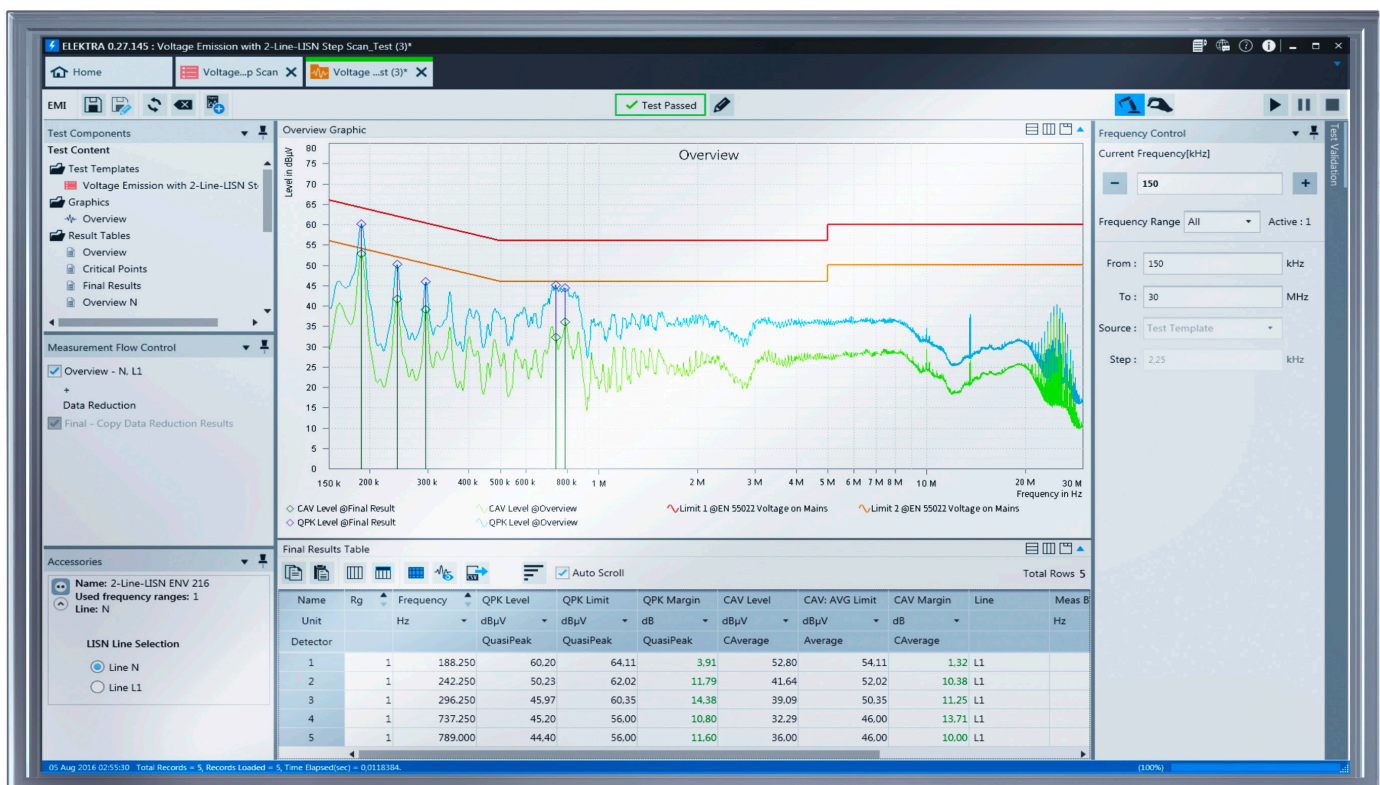 ELEKTRA 0.27.145 : Voltage Emission with 2-Line-LISN Step Scan_Test (3)*
Home
Voltage...p Scan
Voltage ...st (3)*
EMI
Test Passed
Test Components
Test Content
Test Templates
Voltage Emission with 2-Line-LISN St
Graphics
Overview
Result Tables
Overview
Critical Points
Final Results
Overview N
Measurement Flow Control
Overview - N, L1
+
Data Reduction
Final - Copy Data Reduction Results
Accessories
Name: 2-Line-LISN ENV 216
Used frequency ranges: 1
Line: N
LISN Line Selection
Line N
Line L1
Overview Graphic
Overview
Level in dBµV
80
75
70
65
60
55
50
45
40
35
30
25
20
15
10
5
0
150 k 200 k 300 k 400 k 500 k 600 k 800 k 1 M 2 M 3 M 4 M 5 M 6 M 7 M 8 M 10 M 20 M 30 M
Frequency in Hz
CAV Level @Final Result CAV Level @Overview Limit 1 @EN 55022 Voltage on Mains Limit 2 @EN 55022 Voltage on Mains
QPK Level @Final Result QPK Level @Overview
Final Results Table
CSV
Auto Scroll
Total Rows 5
Name Rg Frequency QPK Level QPK Limit QPK Margin CAV Level CAV: AVG Limit CAV Margin Line Meas B
Unit Hz dBµV dBµV dB dBµV dBµV dB Hz
Detector QuasiPeak QuasiPeak QuasiPeak CAverage Average CAverage
1 1 188.250 60,20 64,11 3,91 52,80 54,11 1,32 L1
2 1 242.250 50,23 62,02 11,79 41,64 52,02 10,38 L1
3 1 296.250 45,97 60,35 14,38 39,09 50,35 11,25 L1
4 1 737.250 45,20 56,00 10,80 32,29 46,00 13,71 L1
5 1 789.000 44,40 56,00 11,60 36,00 46,00 10,00 L1
Frequency Control
Current Frequency[kHz]
150
Frequency Range All Active : 1
From : 150 kHz
To : 30 MHz
Source : Test Template
Step : 2.25 kHz
Test Validation
05 Aug 2016 02:55:30 Total Records = 5, Records Loaded = 5, Time Elapsed(sec) = 0,0118384.
(100%)